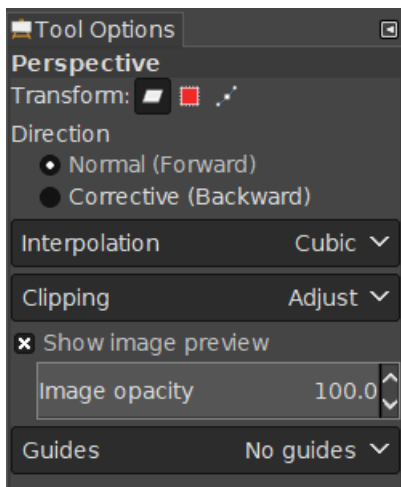 Tool Options
Perspective
Transform:
Direction
Normal (Forward)
Corrective (Backward)
Interpolation Cubic
Clipping Adjust
Show image preview
Image opacity 100.0
Guides No guides